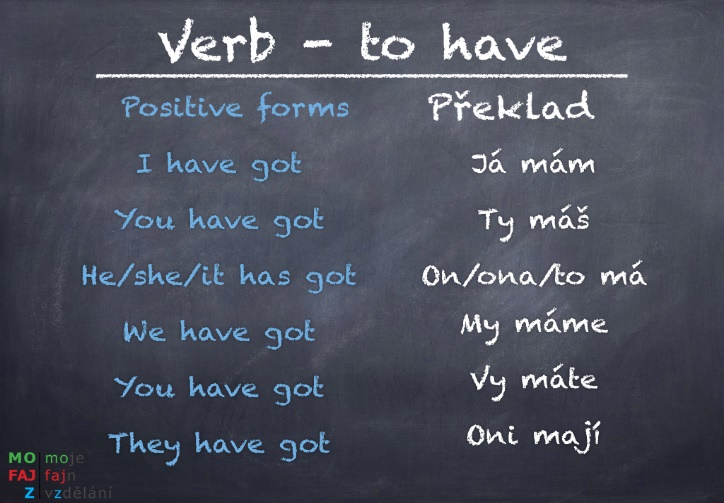 Verb - to have
Positive forms Překlad
I have got Já mám
You have got Ty máš
He/she/it has got On/ona/to má
We have got My máme
You have got Vy máte
They have got Oni mají
MO moje
FAJ fajn
Z vzdělání